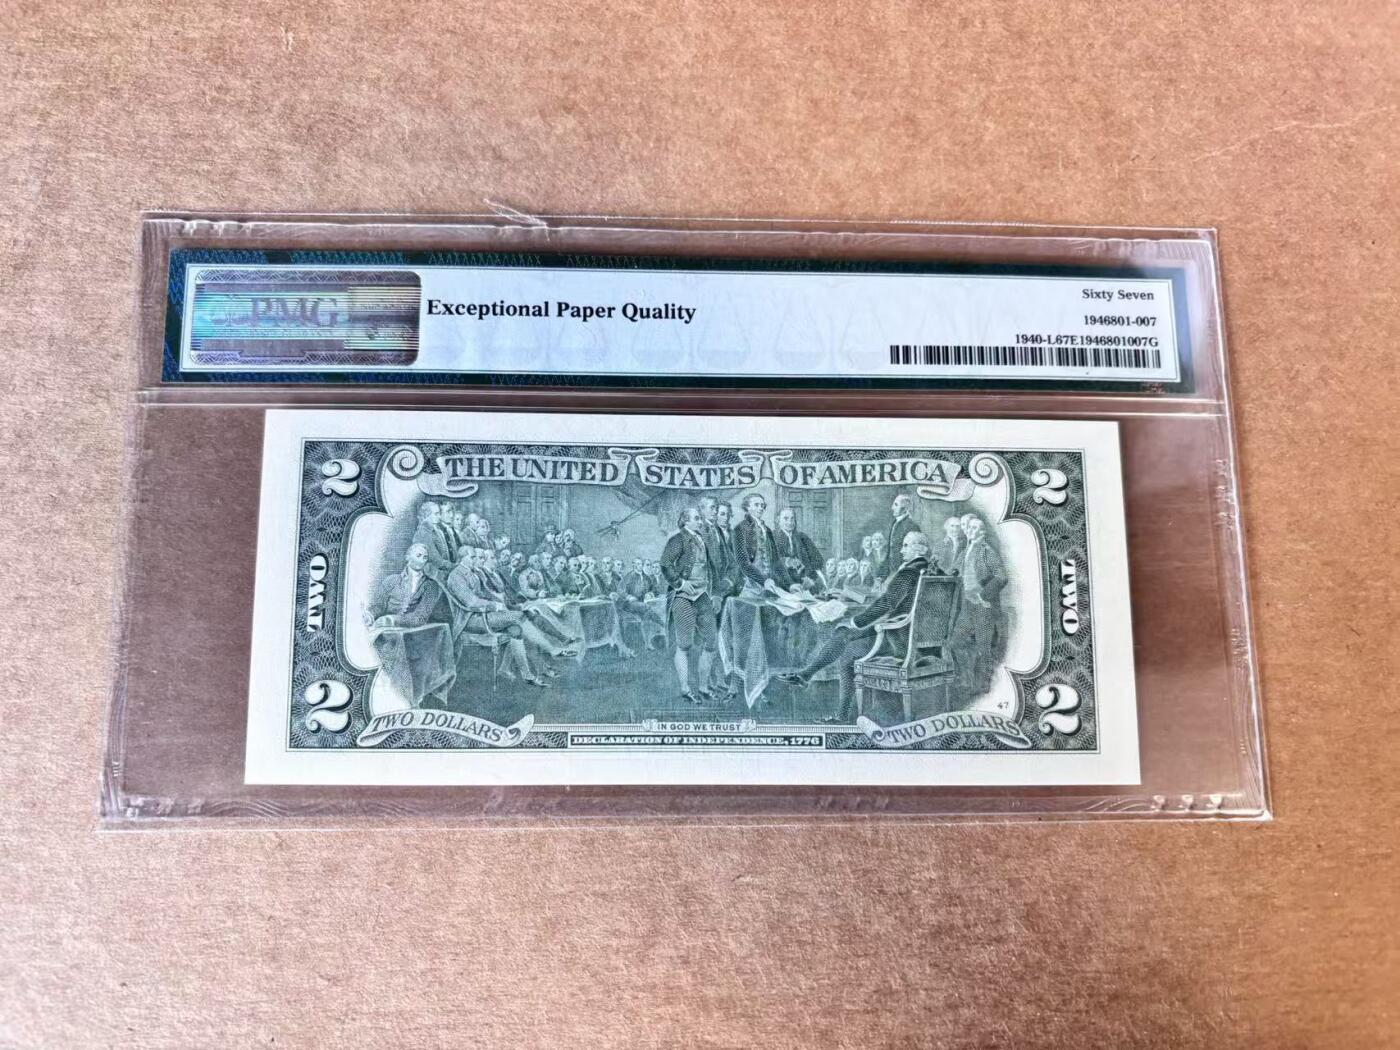 PMG
Exceptional Paper Quality
Sixty Seven
1946801-007
1940-L67E1946801007G
2 THE UNITED STATES OF AMERICA 2
TWO
TWO
2
2
47
TWO DOLLARS
IN GOD WE TRUST
TWO DOLLARS
DECLARATION OF INDEPENDENCE, 1776